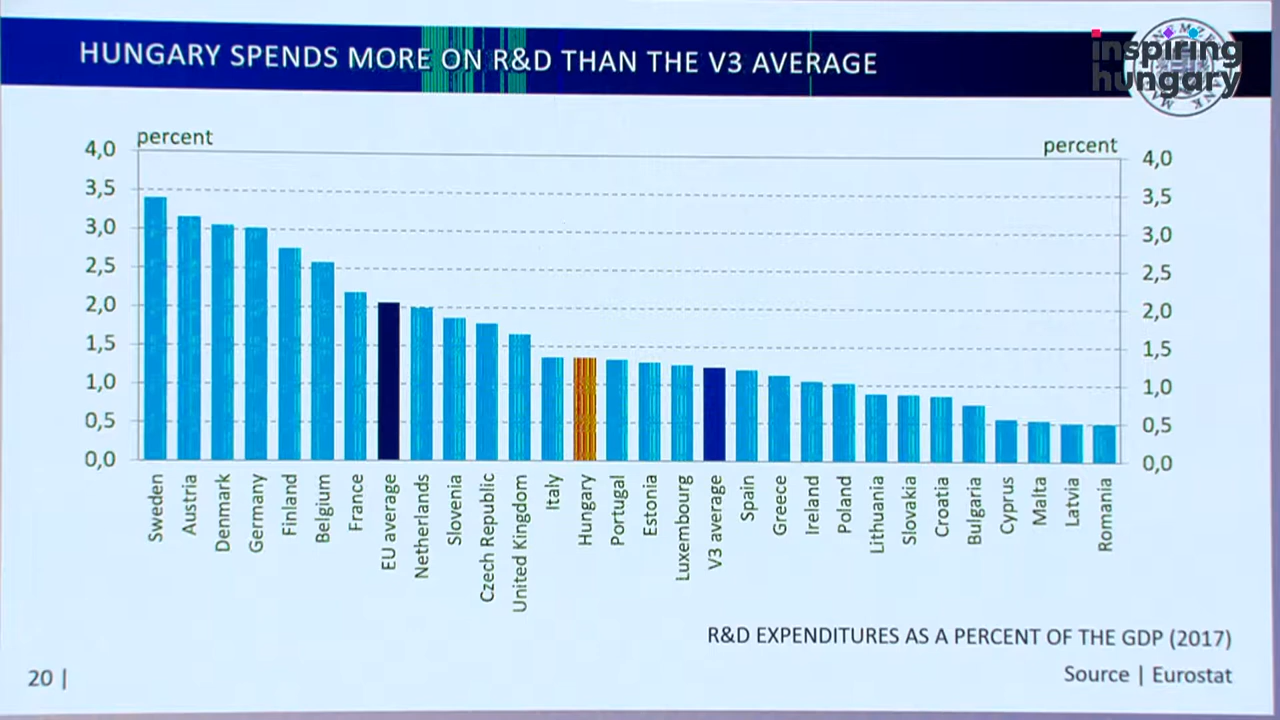 HUNGARY SPENDS MORE ON R&D THAN THE V3 AVERAGE
inspiring
hungary
percent
percent
4,0
3,5
3,0
2,5
2,0
1,5
1,0
0,5
0,0
4,0
3,5
3,0
2,5
2,0
1,5
1,0
0,5
0,0
Sweden
Austria
Denmark
Germany
Finland
Belgium
France
EU average
Netherlands
Slovenia
Czech Republic
United Kingdom
Italy
Hungary
Portugal
Estonia
Luxembourg
V3 average
Spain
Greece
Ireland
Poland
Lithuania
Slovakia
Croatia
Bulgaria
Cyprus
Malta
Latvia
Romania
R&D EXPENDITURES AS A PERCENT OF THE GDP (2017)
20 |
Source | Eurostat